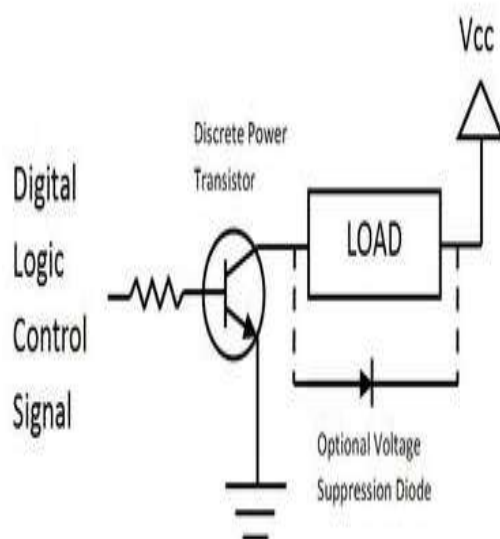 Vcc
Discrete Power
Transistor
Digital
Logic
Control
Signal
LOAD
Optional Voltage
Suppression Diode